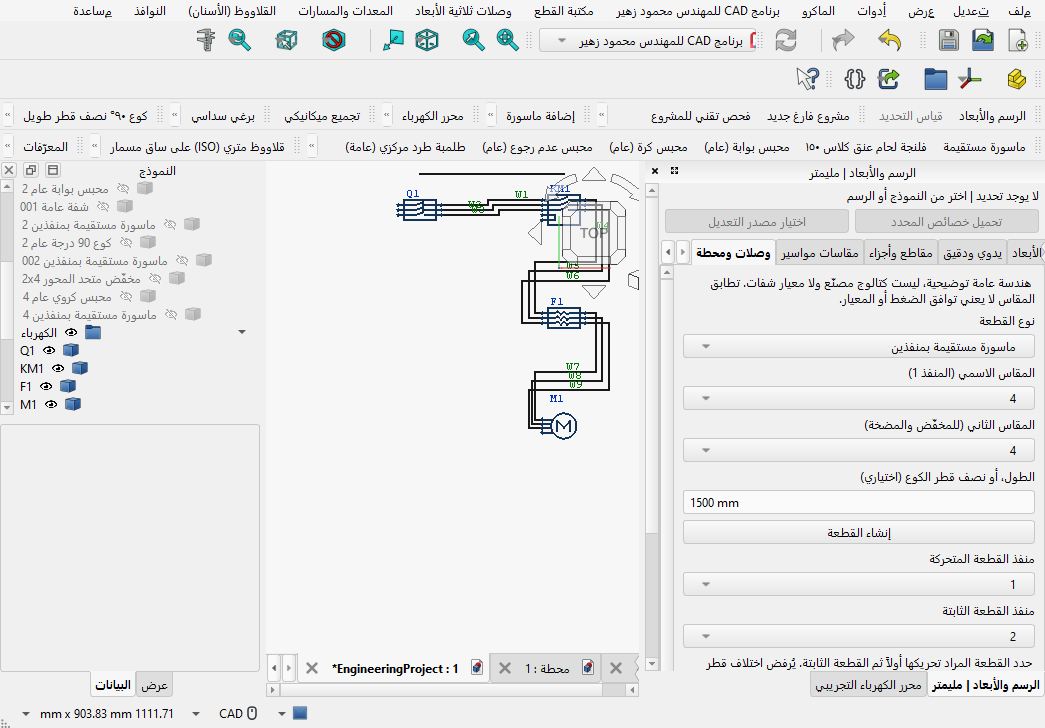 ملف تعديل عرض أدوات الماكرو برنامج CAD للمهندس محمود زهير مكتبة القطع وصلات ثلاثية الأبعاد المعدات والمسارات القلاووظ (الأسنان) النوافذ مساعدة
برنامج CAD للمهندس محمود زهير
الرسم والأبعاد قياس التحديد مشروع فارغ جديد فحص تقني للمشروع إضافة ماسورة محرر الكهرباء تجميع ميكانيكي برغي سداسي كوع ٩٠° نصف قطر طويل
ماسورة مستقيمة فلنجة لحام عنق كلاس ١٥٠ محبس بوابة (عام) محبس كرة (عام) محبس عدم رجوع (عام) طلمبة طرد مركزي (عامة) قلاووظ متري (ISO) على ساق مسمار المعرّفات
الرسم والأبعاد | مليمتر
لا يوجد تحديد | اختر من النموذج أو الرسم
تحميل خصائص المحدد اختيار مصدر التعديل
الأبعاد يدوي ودقيق مقاطع وأجزاء مقاسات مواسير وصلات ومحطة
هندسة عامة توضيحية، ليست كتالوج مصنّع ولا معيار شفات. تطابق
المقاس لا يعني توافق الضغط أو المعيار.
نوع القطعة
ماسورة مستقيمة بمنفذين
المقاس الاسمي (المنفذ 1)
4
المقاس الثاني (للمخفّض والمضخة)
4
الطول، أو نصف قطر الكوع (اختياري)
1500 mm
إنشاء القطعة
منفذ القطعة المتحركة
1
منفذ القطعة الثابتة
2
حدد القطعة المراد تحريكها أولاً ثم القطعة الثابتة. يُرفض اختلاف قطر
الرسم والأبعاد | مليمتر محرر الكهرباء التجريبي
Q1
W1
KM1
W2
W3
W4
TOP
W5
W6
F1
W7
W8
W9
M1
M
محطة : 1
*EngineeringProject : 1
النموذج
محبس بوابة عام 2
شفة عامة 001
ماسورة مستقيمة بمنفذين 2
كوع 90 درجة عام 2
ماسورة مستقيمة بمنفذين 002
مخفّض متحد المحور 2x4
محبس كروي عام 4
ماسورة مستقيمة بمنفذين 4
الكهرباء
Q1
KM1
F1
M1
عرض البيانات
CAD
1111.71 mm x 903.83 mm